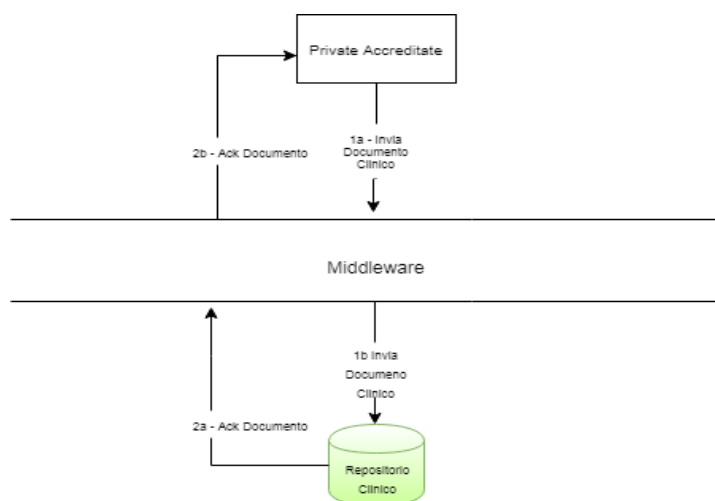 Private Accreditate
2b - Ack Documento
1a - Invia
Documento
Clinico
Middleware
1b Invia
Documeno
Clinico
2a - Ack Documento
Repositorio
Clinico